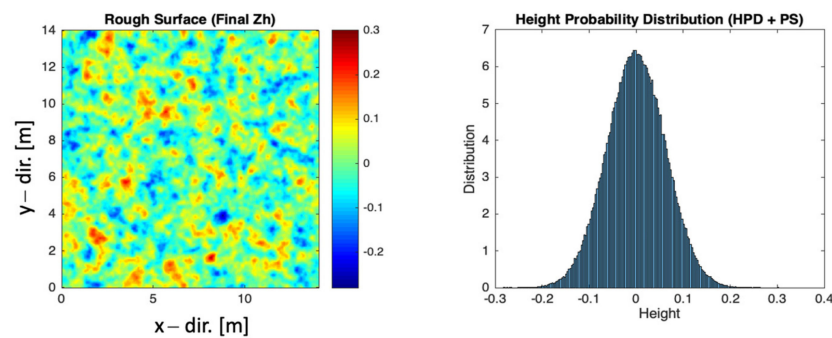 Rough Surface (Final Zh)
14
12
10
8
6
4
2
0
y – dir. [m]
0 5 10
x – dir. [m]
0.3
0.2
0.1
0
-0.1
-0.2
Height Probability Distribution (HPD + PS)
7
6
5
4
3
2
1
0
Distribution
-0.3 -0.2 -0.1 0 0.1 0.2 0.3 0.4
Height